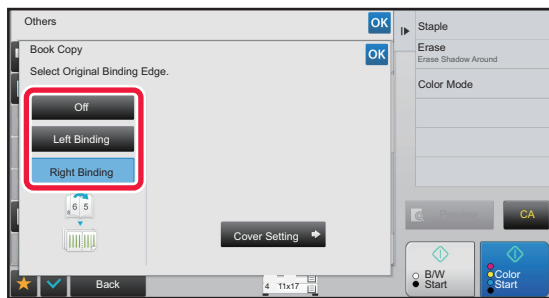 Others
OK
Book Copy
OK
Select Original Binding Edge.
Off
Left Binding
Right Binding
6 5
Cover Setting
Back
4 11x17
Staple
Erase
Erase Shadow Around
Color Mode
Preview
CA
B/W
Start
Color
Start